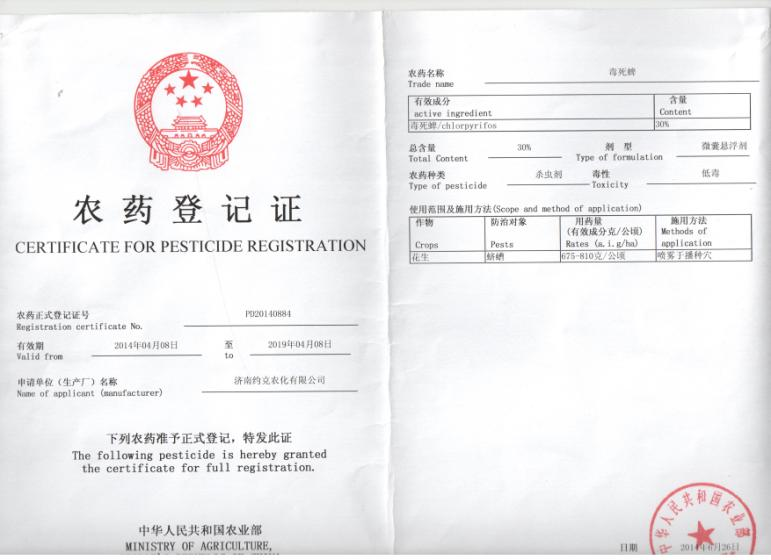 农药登记证
CERTIFICATE FOR PESTICIDE REGISTRATION
农药正式登记证号 PD20140884
Registration certificate No.
有效期 2014年04月08日 至 2019年04月08日
Valid from to
申请单位（生产厂）名称 济南约克农化有限公司
Name of applicant (manufacturer)
下列农药准予正式登记，特发此证
The following pesticide is hereby granted
the certificate for full registration.
中华人民共和国农业部
MINISTRY OF AGRICULTURE,
农药名称 毒死蜱
Trade name
有效成分 含量
active ingredient Content
毒死蜱/chlorpyrifos 30%
总含量 30% 剂 型 微囊悬浮剂
Total Content Type of formulation
农药种类 杀虫剂 毒性 低毒
Type of pesticide Toxicity
使用范围及施用方法(Scope and method of application)
作物 防治对象 用药量 施用方法
(有效成分克/公顷) Methods of
Crops Pests Rates (a.i.g/ha) application
花生 蛴螬 675-810克/公顷 喷雾于播种穴
中华人民共和国农业部
日期 2014年6月26日